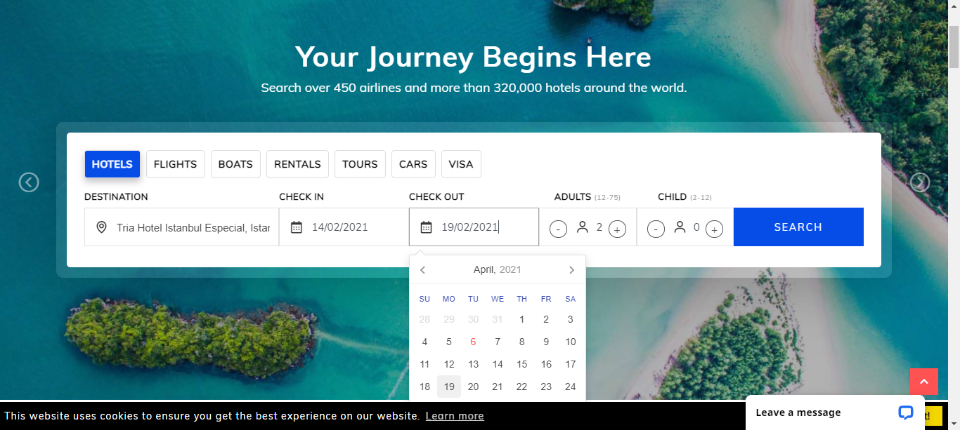 Your Journey Begins Here
Search over 450 airlines and more than 320,000 hotels around the world.
HOTELS FLIGHTS BOATS RENTALS TOURS CARS VISA
DESTINATION CHECK IN CHECK OUT ADULTS (12-75) CHILD (2-12)
Tria Hotel Istanbul Especial, Istan 14/02/2021 19/02/2021 - 2 + - 0 + SEARCH
April, 2021
SU MO TU WE TH FR SA
28 29 30 31 1 2 3
4 5 6 7 8 9 10
11 12 13 14 15 16 17
18 19 20 21 22 23 24
This website uses cookies to ensure you get the best experience on our website. Learn more
Leave a message